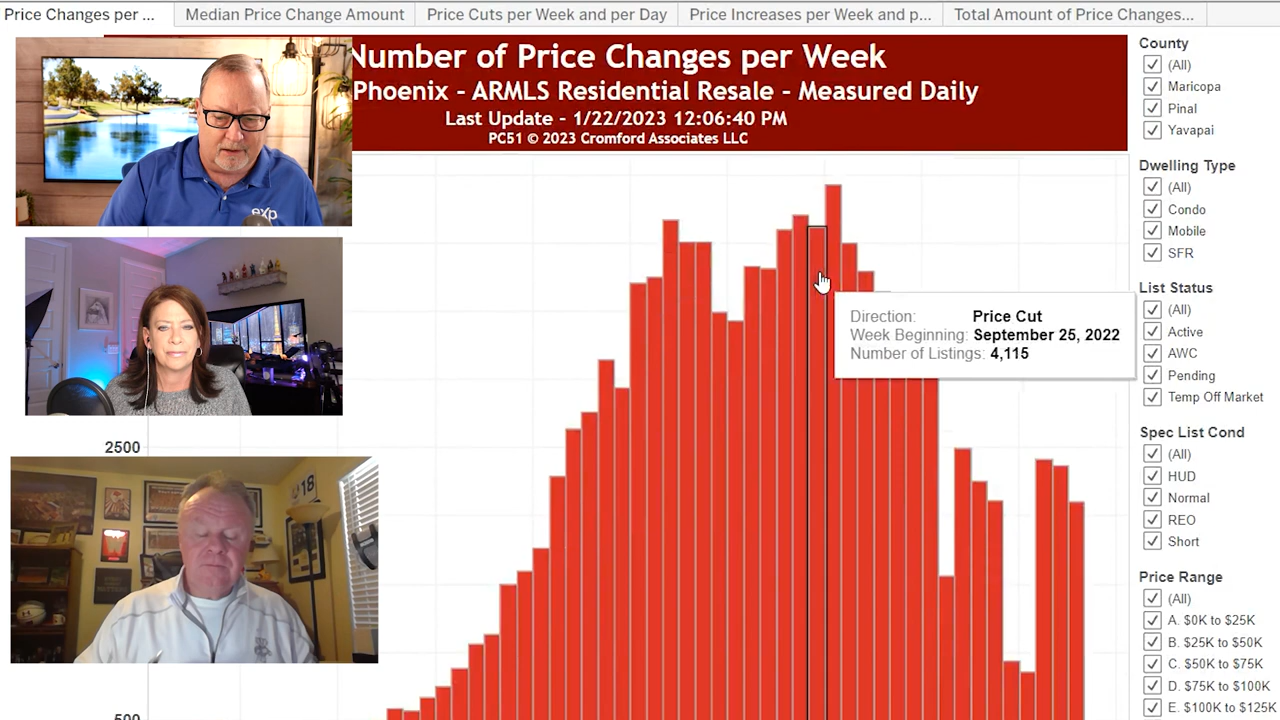 Price Changes per ...
Median Price Change Amount
Price Cuts per Week and per Day
Price Increases per Week and p...
Total Amount of Price Changes...
Number of Price Changes per Week
Phoenix - ARMLS Residential Resale - Measured Daily
Last Update - 1/22/2023 12:06:40 PM
PC51 © 2023 Cromford Associates LLC
exp
18
2500
500
Direction: Price Cut
Week Beginning: September 25, 2022
Number of Listings: 4,115
County
(All)
Maricopa
Pinal
Yavapai
Dwelling Type
(All)
Condo
Mobile
SFR
List Status
(All)
Active
AWC
Pending
Temp Off Market
Spec List Cond
(All)
HUD
Normal
REO
Short
Price Range
(All)
A. $0K to $25K
B. $25K to $50K
C. $50K to $75K
D. $75K to $100K
E. $100K to $125K